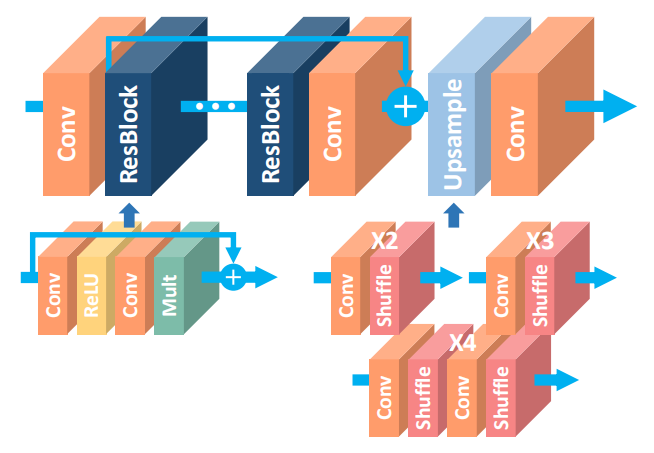 Conv
ResBlock
ResBlock
Conv
Upsample
Conv
Conv
ReLU
Conv
Mult
X2
Conv
Shuffle
X3
Conv
Shuffle
X4
Conv
Shuffle
Conv
Shuffle